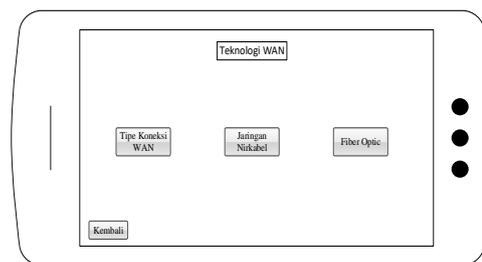 Teknologi WAN
Tipe Koneksi
WAN
Jaringan
Nirkabel
Fiber Optic
Kembali